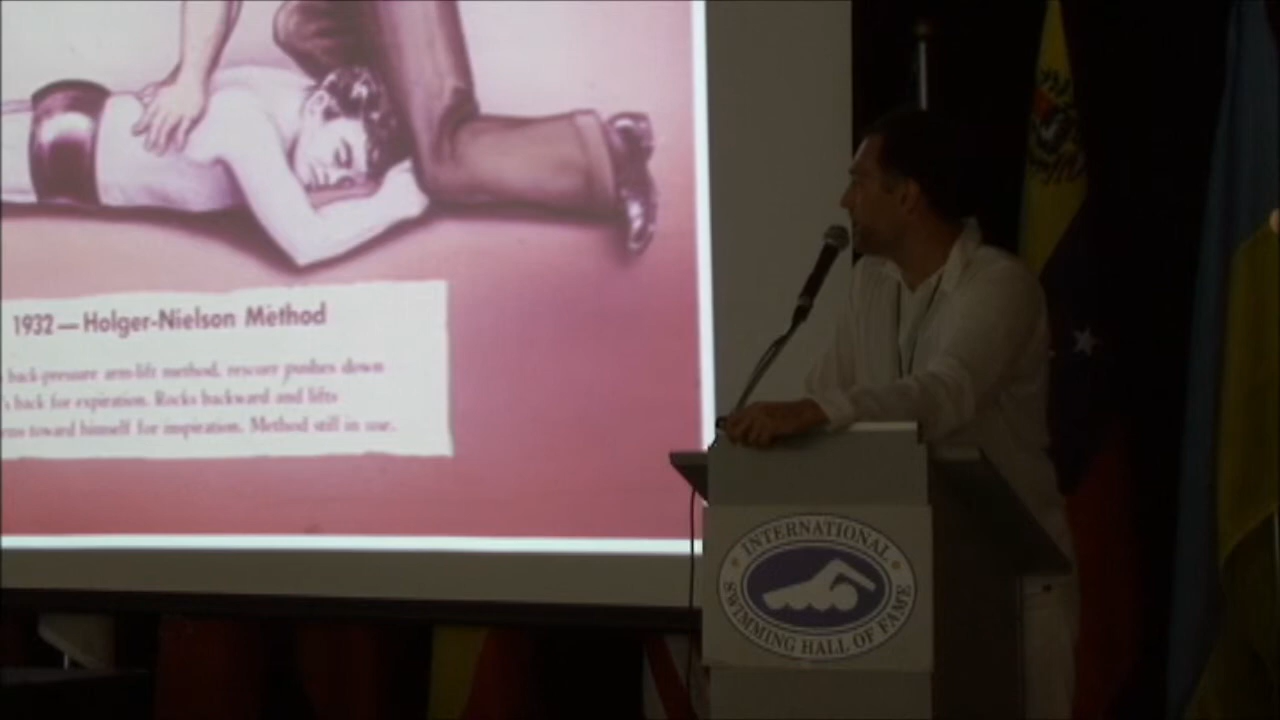 1932—Holger-Nielson Method
back-pressure arm-lift method, rescuer pushes down
's back for expiration. Rocks backward and lifts
toward himself for inspiration. Method still in use.
INTERNATIONAL
SWIMMING HALL OF FAME